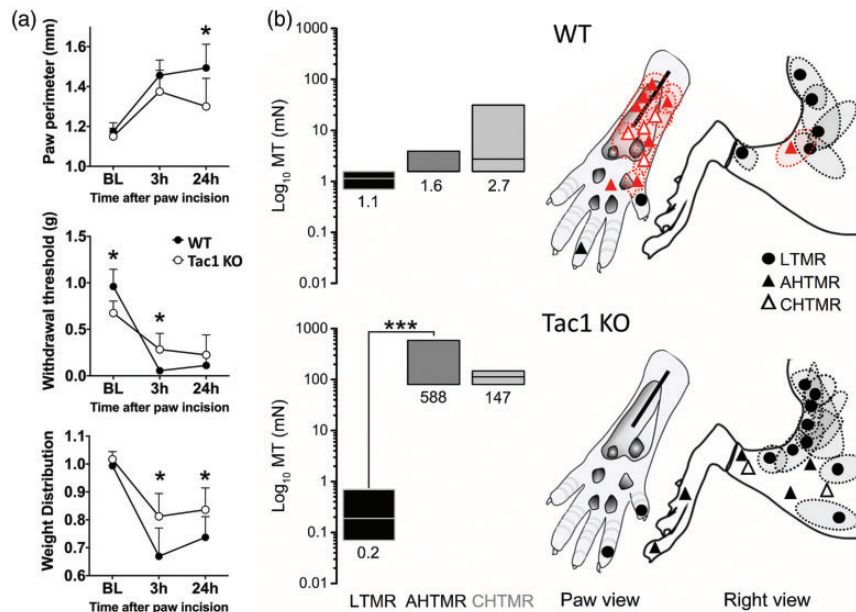 (a)
*
Paw perimeter (mm)
1.6
1.4
1.2
1.0
BL 3h 24h
Time after paw incision
Withdrawal threshold (g)
1.5
1.0
0.5
0.0
*
*
WT
Tac1 KO
BL 3h 24h
Time after paw incision
Weight Distribution
1.1
1.0
0.9
0.8
0.7
0.6
* *
BL 3h 24h
Time after paw incision
(b)
Log10 MT (mN)
1000
100
10
1
0.1
0.01
1.1
1.6
2.7
WT
LTMR
AHTMR
CHTMR
Log10 MT (mN)
1000
100
10
1
0.1
0.01
***
0.2
588
147
LTMR AHTMR CHTMR
Tac1 KO
Paw view Right view